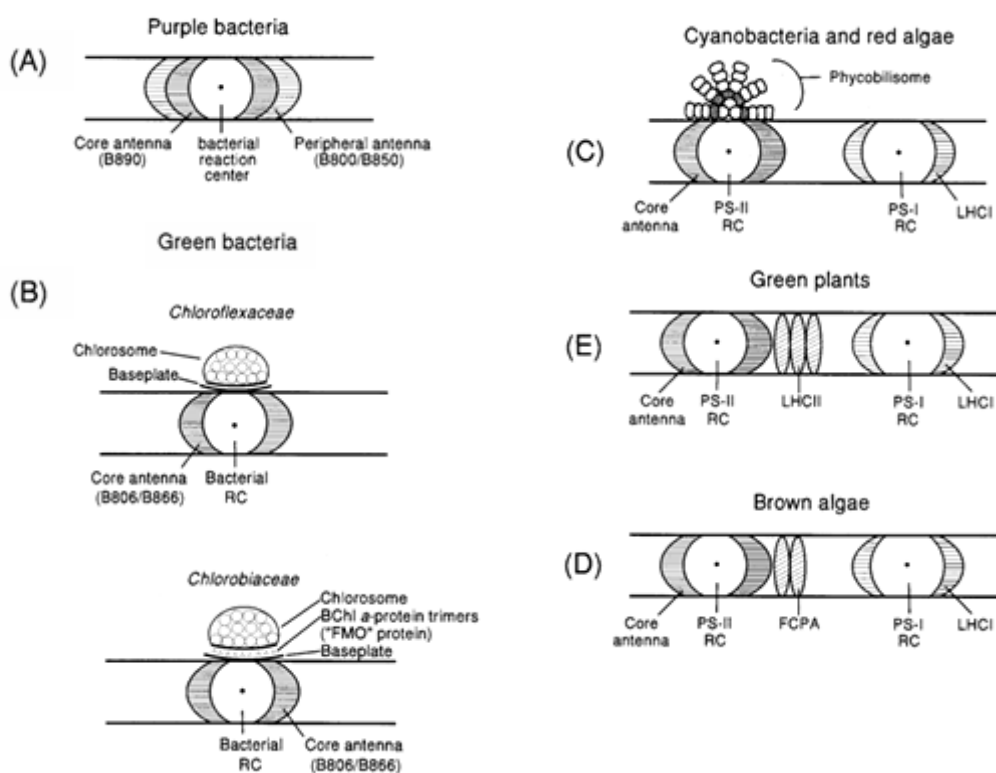 (A)
Purple bacteria
Core antenna
(B890)
bacterial
reaction
center
Peripheral antenna
(B800/B850)
Green bacteria
(B)
Chloroflexaceae
Chlorosome
Baseplate
Core antenna
(B806/B866)
Bacterial
RC
Chlorobiaceae
Chlorosome
BChl a-protein trimers
("FMO" protein)
Baseplate
Bacterial
RC
Core antenna
(B806/B866)
Cyanobacteria and red algae
Phycobilisome
(C)
Core
antenna
PS-II
RC
PS-I
RC
LHCI
Green plants
(E)
Core
antenna
PS-II
RC
LHCII
PS-I
RC
LHCI
Brown algae
(D)
Core
antenna
PS-II
RC
FCPA
PS-I
RC
LHCI